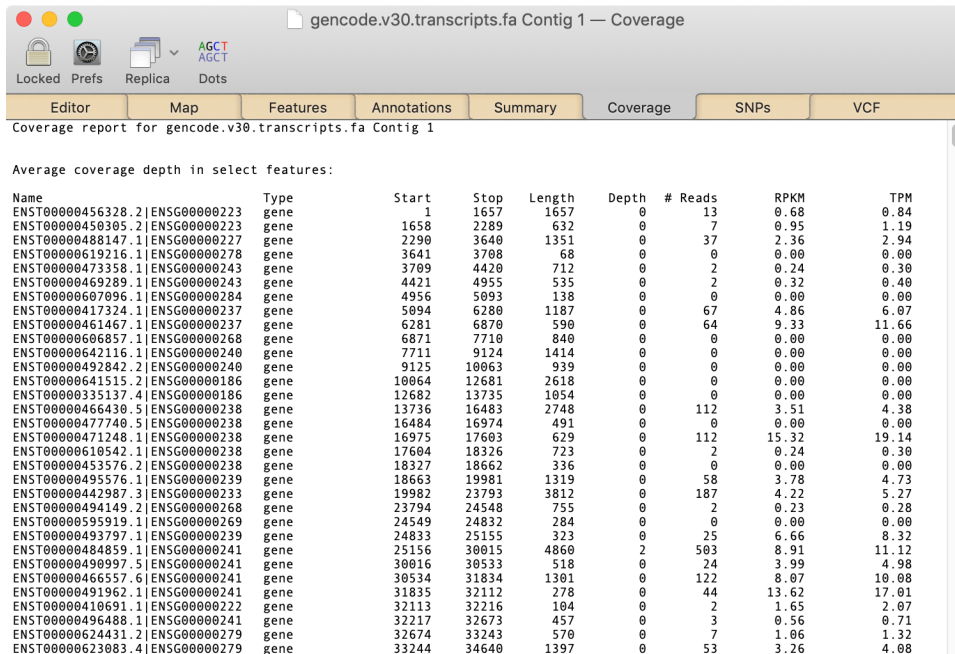 gencode.v30.transcripts.fa Contig 1 — Coverage
AGCT
AGCT
Locked Prefs Replica Dots
Editor Map Features Annotations Summary Coverage SNPs VCF
Coverage report for gencode.v30.transcripts.fa Contig 1
Average coverage depth in select features:
Name Type Start Stop Length Depth # Reads RPKM TPM
ENST00000456328.2|ENSG00000223 gene 1 1657 1657 0 13 0.68 0.84
ENST00000450305.2|ENSG00000223 gene 1658 2289 632 0 7 0.95 1.19
ENST00000488147.1|ENSG00000227 gene 2290 3640 1351 0 37 2.36 2.94
ENST00000619216.1|ENSG00000278 gene 3641 3708 68 0 0 0.00 0.00
ENST00000473358.1|ENSG00000243 gene 3709 4420 712 0 2 0.24 0.30
ENST00000469289.1|ENSG00000243 gene 4421 4955 535 0 2 0.32 0.40
ENST00000607096.1|ENSG00000284 gene 4956 5093 138 0 0 0.00 0.00
ENST00000417324.1|ENSG00000237 gene 5094 6280 1187 0 67 4.86 6.07
ENST00000461467.1|ENSG00000237 gene 6281 6870 590 0 64 9.33 11.66
ENST00000606857.1|ENSG00000268 gene 6871 7710 840 0 0 0.00 0.00
ENST00000642116.1|ENSG00000240 gene 7711 9124 1414 0 0 0.00 0.00
ENST00000492842.2|ENSG00000240 gene 9125 10063 939 0 0 0.00 0.00
ENST00000641515.2|ENSG00000186 gene 10064 12681 2618 0 0 0.00 0.00
ENST00000335137.4|ENSG00000186 gene 12682 13735 1054 0 0 0.00 0.00
ENST00000466430.5|ENSG00000238 gene 13736 16483 2748 0 112 3.51 4.38
ENST00000477740.5|ENSG00000238 gene 16484 16974 491 0 0 0.00 0.00
ENST00000471248.1|ENSG00000238 gene 16975 17603 629 0 112 15.32 19.14
ENST00000610542.1|ENSG00000238 gene 17604 18326 723 0 2 0.24 0.30
ENST00000453576.2|ENSG00000238 gene 18327 18662 336 0 0 0.00 0.00
ENST00000495576.1|ENSG00000239 gene 18663 19981 1319 0 58 3.78 4.73
ENST00000442987.3|ENSG00000233 gene 19982 23793 3812 0 187 4.22 5.27
ENST00000494149.2|ENSG00000268 gene 23794 24548 755 0 2 0.23 0.28
ENST00000595919.1|ENSG00000269 gene 24549 24832 284 0 0 0.00 0.00
ENST00000493797.1|ENSG00000239 gene 24833 25155 323 0 25 6.66 8.32
ENST00000484859.1|ENSG00000241 gene 25156 30015 4860 2 503 8.91 11.12
ENST00000490997.5|ENSG00000241 gene 30016 30533 518 0 24 3.99 4.98
ENST00000466557.6|ENSG00000241 gene 30534 31834 1301 0 122 8.07 10.08
ENST00000491962.1|ENSG00000241 gene 31835 32112 278 0 44 13.62 17.01
ENST00000410691.1|ENSG00000222 gene 32113 32216 104 0 2 1.65 2.07
ENST00000496488.1|ENSG00000241 gene 32217 32673 457 0 3 0.56 0.71
ENST00000624431.2|ENSG00000279 gene 32674 33243 570 0 7 1.06 1.32
ENST00000623083.4|ENSG00000279 gene 33244 34640 1397 0 53 3.26 4.08